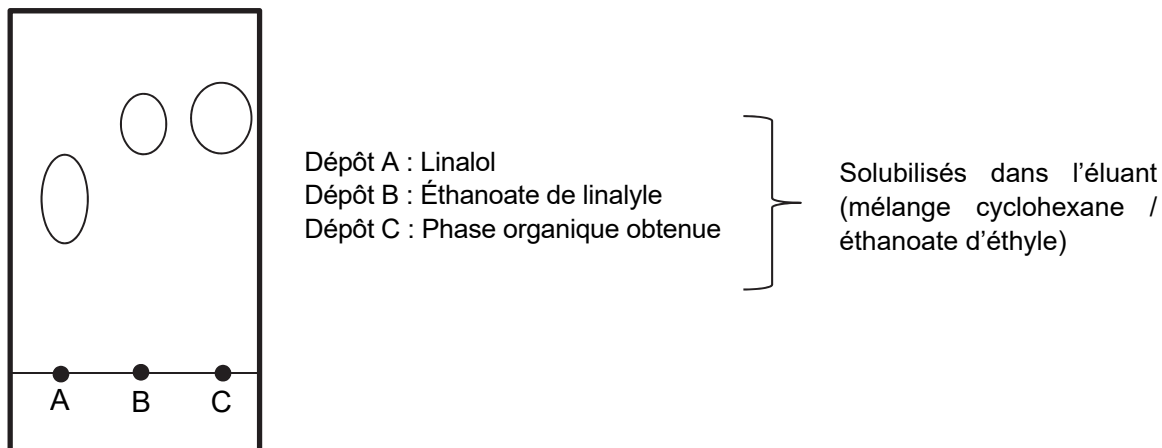 Dépôt A : Linalol
Dépôt B : Éthanoate de linalyle
Dépôt C : Phase organique obtenue
Solubilisés dans l’éluant
(mélange cyclohexane /
éthanoate d’éthyle)
A B C